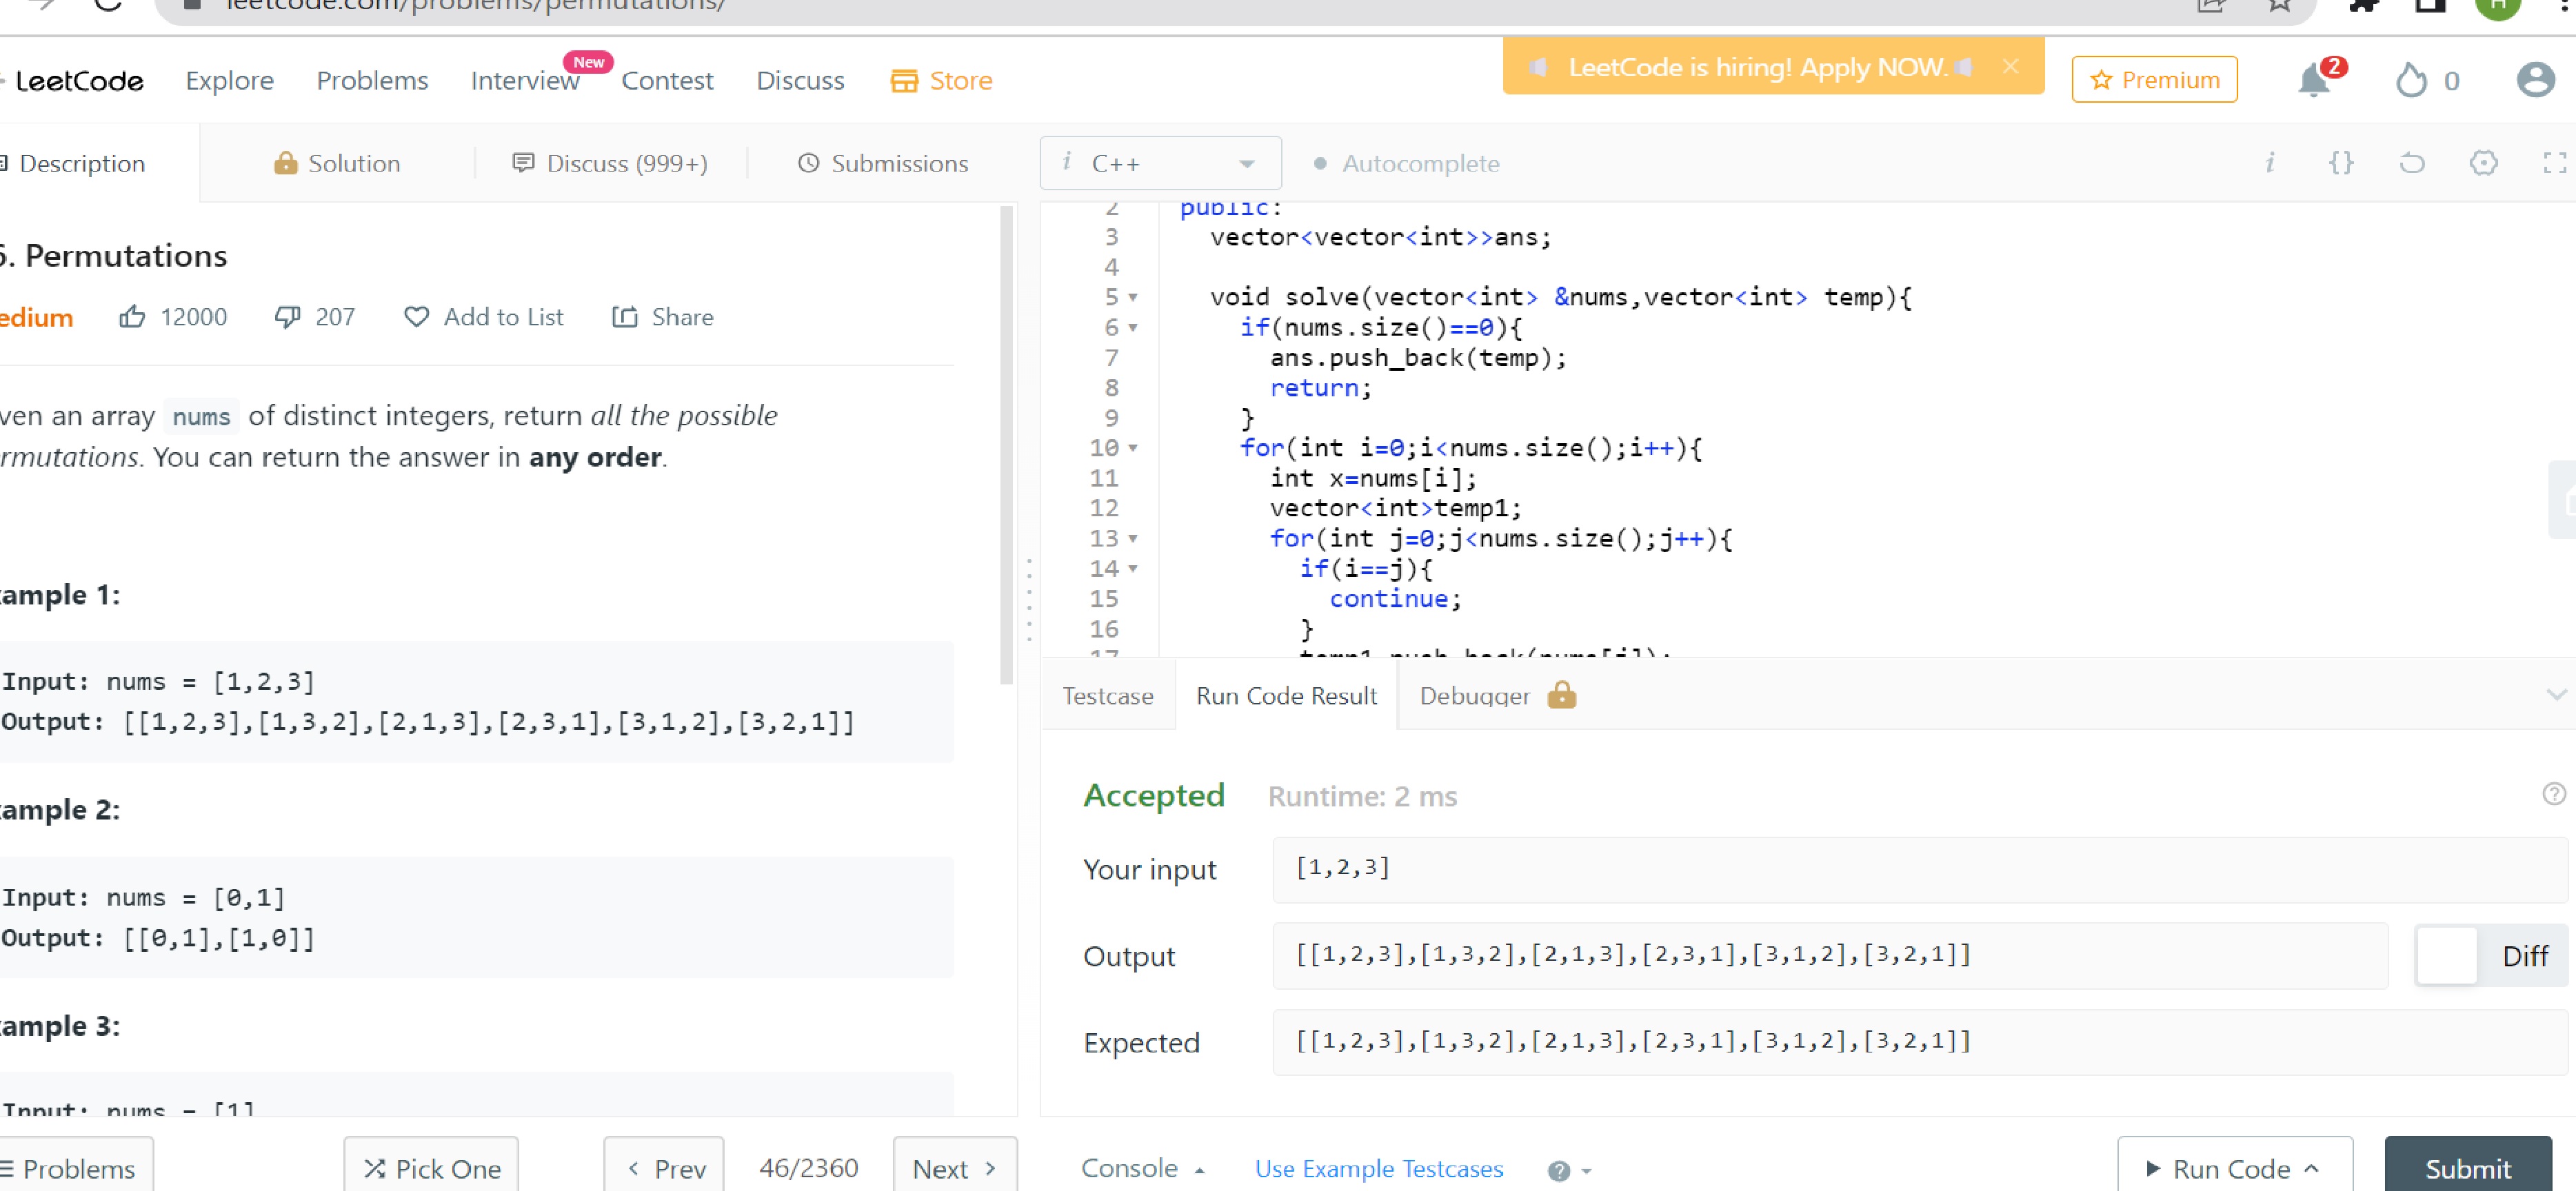 leetcode.com/problems/permutations/
H
LeetCode Explore Problems Interview New Contest Discuss Store
LeetCode is hiring! Apply NOW. × Premium 2 0
Description Solution Discuss (999+) Submissions
i C++ Autocomplete i {}
. Permutations
edium 12000 207 Add to List Share
ven an array nums of distinct integers, return all the possible
rmutations. You can return the answer in any order.
ample 1:
Input: nums = [1,2,3]
Output: [[1,2,3],[1,3,2],[2,1,3],[2,3,1],[3,1,2],[3,2,1]]
ample 2:
Input: nums = [0,1]
Output: [[0,1],[1,0]]
ample 3:
Input: nums = [1]
Problems Pick One < Prev 46/2360 Next >
2 public:
3 vector<vector<int>>ans;
4
5 void solve(vector<int> &nums,vector<int> temp){
6 if(nums.size()==0){
7 ans.push_back(temp);
8 return;
9 }
10 for(int i=0;i<nums.size();i++){
11 int x=nums[i];
12 vector<int>temp1;
13 for(int j=0;j<nums.size();j++){
14 if(i==j){
15 continue;
16 }
17 temp1.push_back(nums[j]);
Testcase Run Code Result Debugger
Accepted Runtime: 2 ms
Your input [1,2,3]
Output [[1,2,3],[1,3,2],[2,1,3],[2,3,1],[3,1,2],[3,2,1]] Diff
Expected [[1,2,3],[1,3,2],[2,1,3],[2,3,1],[3,1,2],[3,2,1]]
Console Use Example Testcases ? Run Code Submit